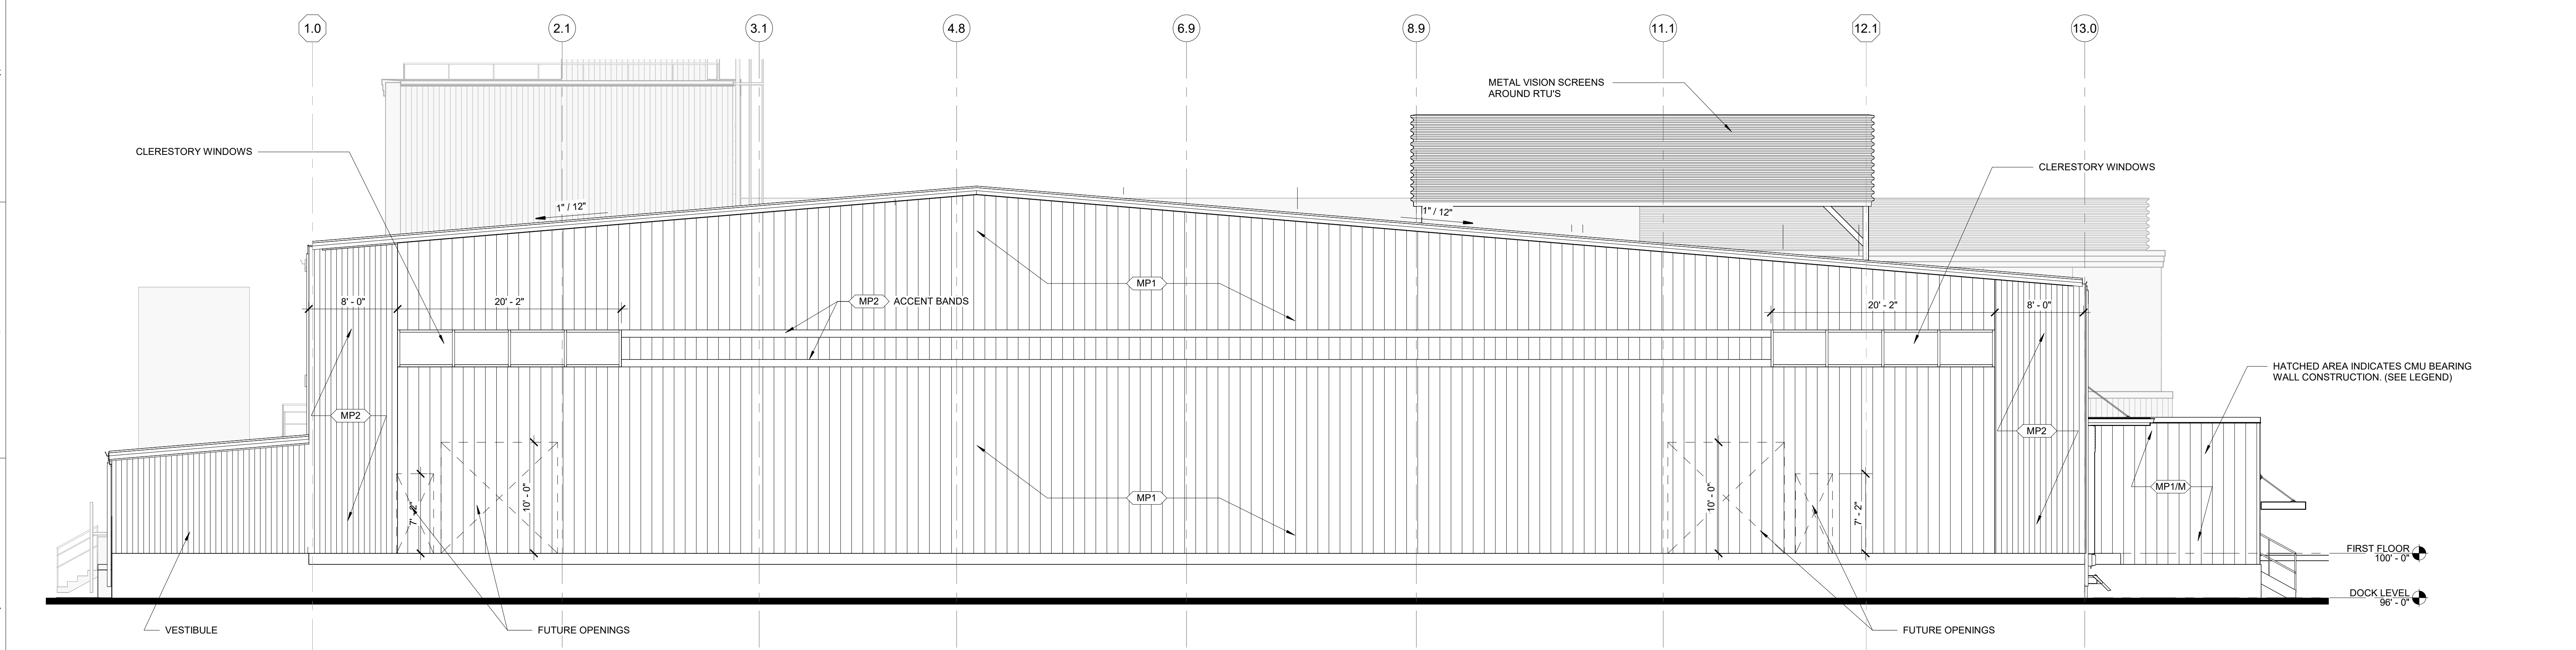 1.0
2.1
3.1
4.8
6.9
8.9
11.1
12.1
13.0
METAL VISION SCREENS
AROUND RTU'S
CLERESTORY WINDOWS
CLERESTORY WINDOWS
1" / 12"
1" / 12"
MP1
8' - 0"
20' - 2"
MP2
ACCENT BANDS
20' - 2"
8' - 0"
HATCHED AREA INDICATES CMU BEARING
WALL CONSTRUCTION. (SEE LEGEND)
MP2
MP2
MP1/M
7' - 2"
10' - 0"
MP1
10' - 0"
7' - 2"
FIRST FLOOR
100' - 0"
DOCK LEVEL
96' - 0"
VESTIBULE
FUTURE OPENINGS
FUTURE OPENINGS